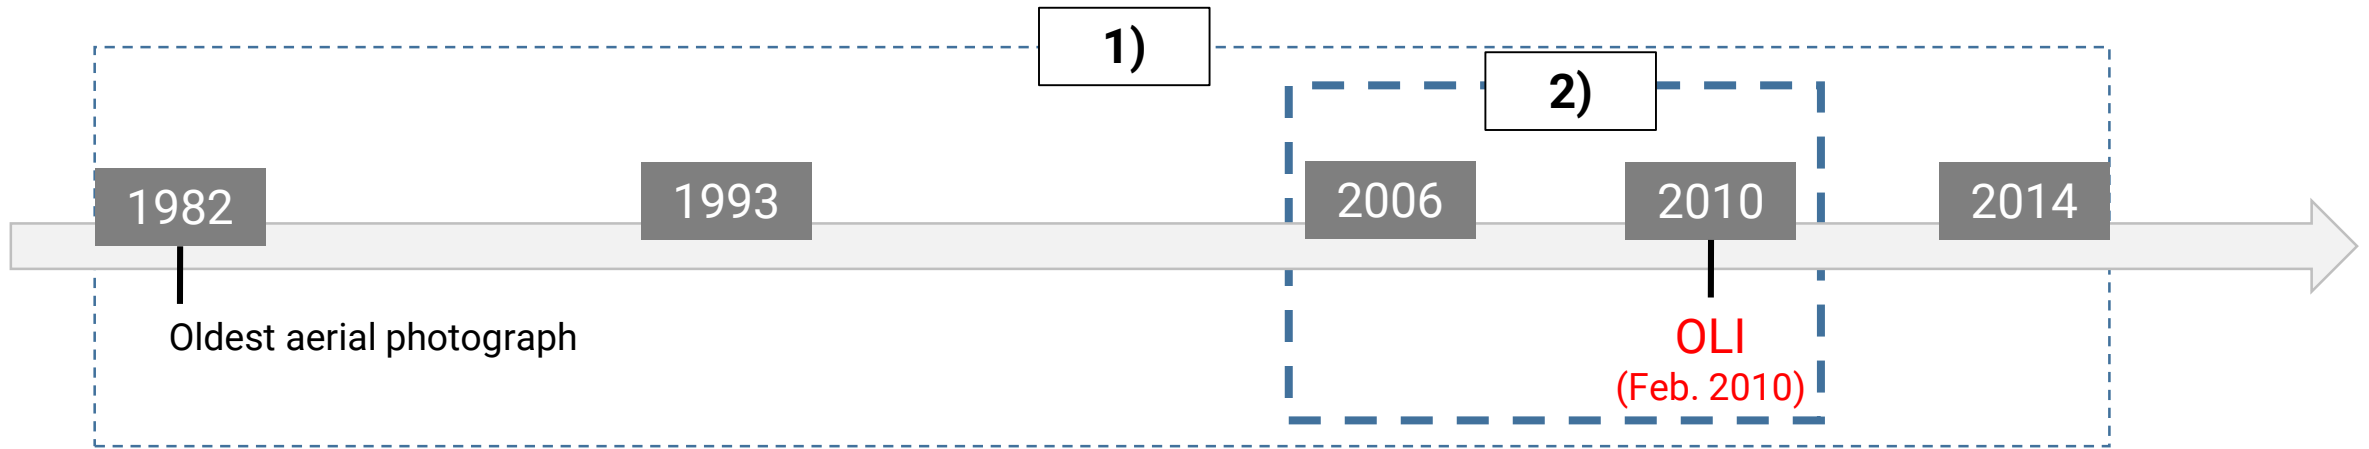 1)
2)
1982
1993
2006
2010
2014
Oldest aerial photograph
OLI
(Feb. 2010)